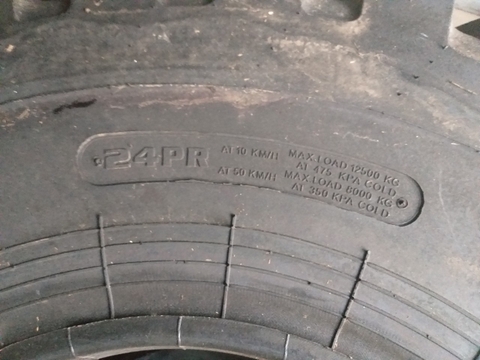 24PR
AT 10 KM/H MAX.LOAD 12500 KG
AT 475 KPA COLD
AT 50 KM/H MAX.LOAD 8000 KG
AT 350 KPA COLD